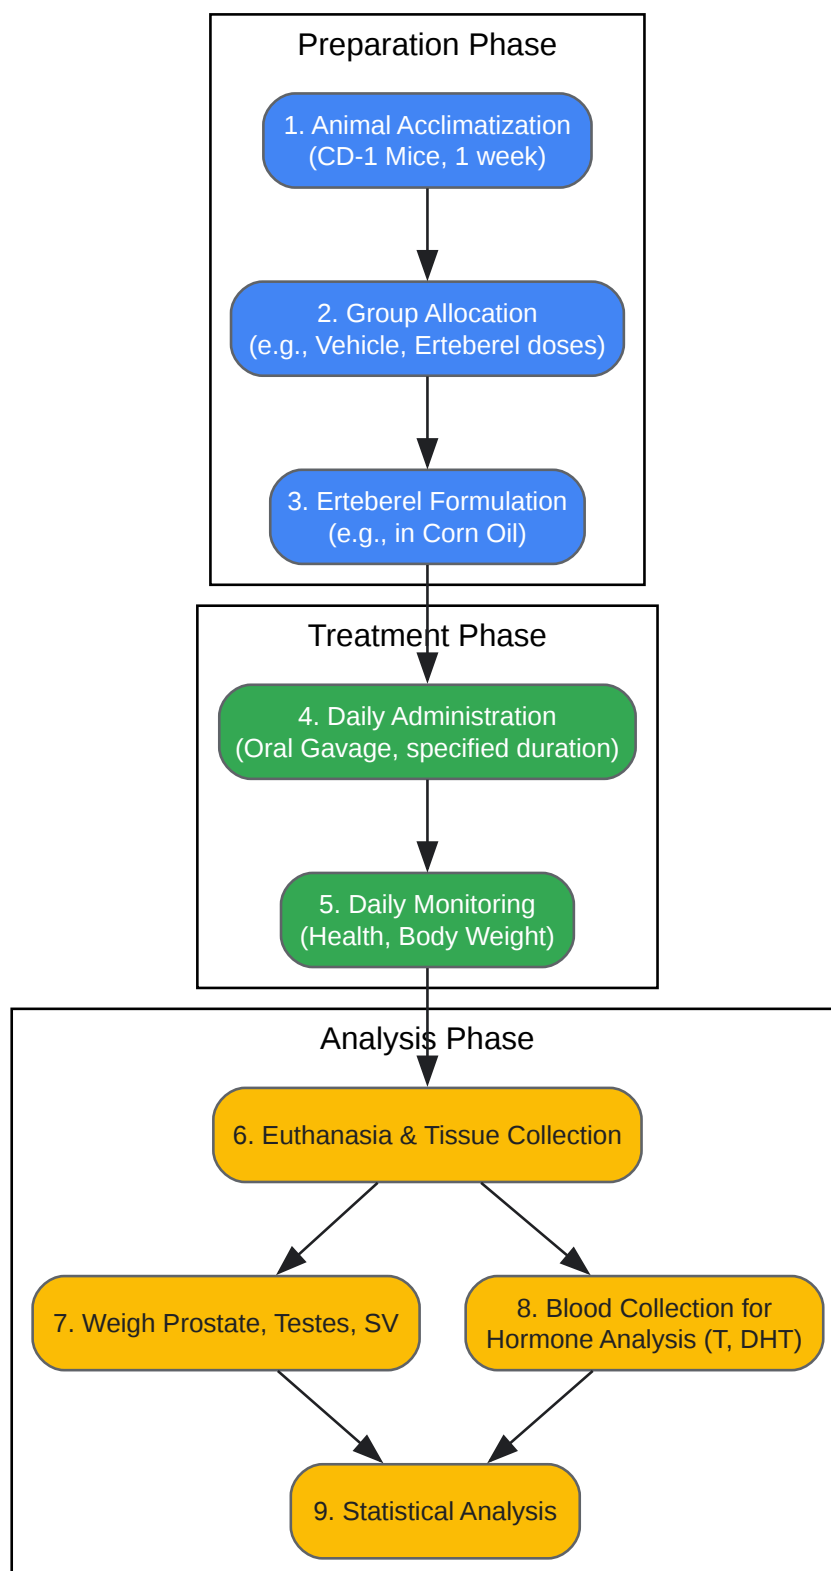 Preparation Phase
1. Animal Acclimatization
(CD-1 Mice, 1 week)
2. Group Allocation
(e.g., Vehicle, Erteberel doses)
3. Erteberel Formulation
(e.g., in Corn Oil)
Treatment Phase
4. Daily Administration
(Oral Gavage, specified duration)
5. Daily Monitoring
(Health, Body Weight)
Analysis Phase
6. Euthanasia & Tissue Collection
7. Weigh Prostate, Testes, SV
8. Blood Collection for
Hormone Analysis (T, DHT)
9. Statistical Analysis